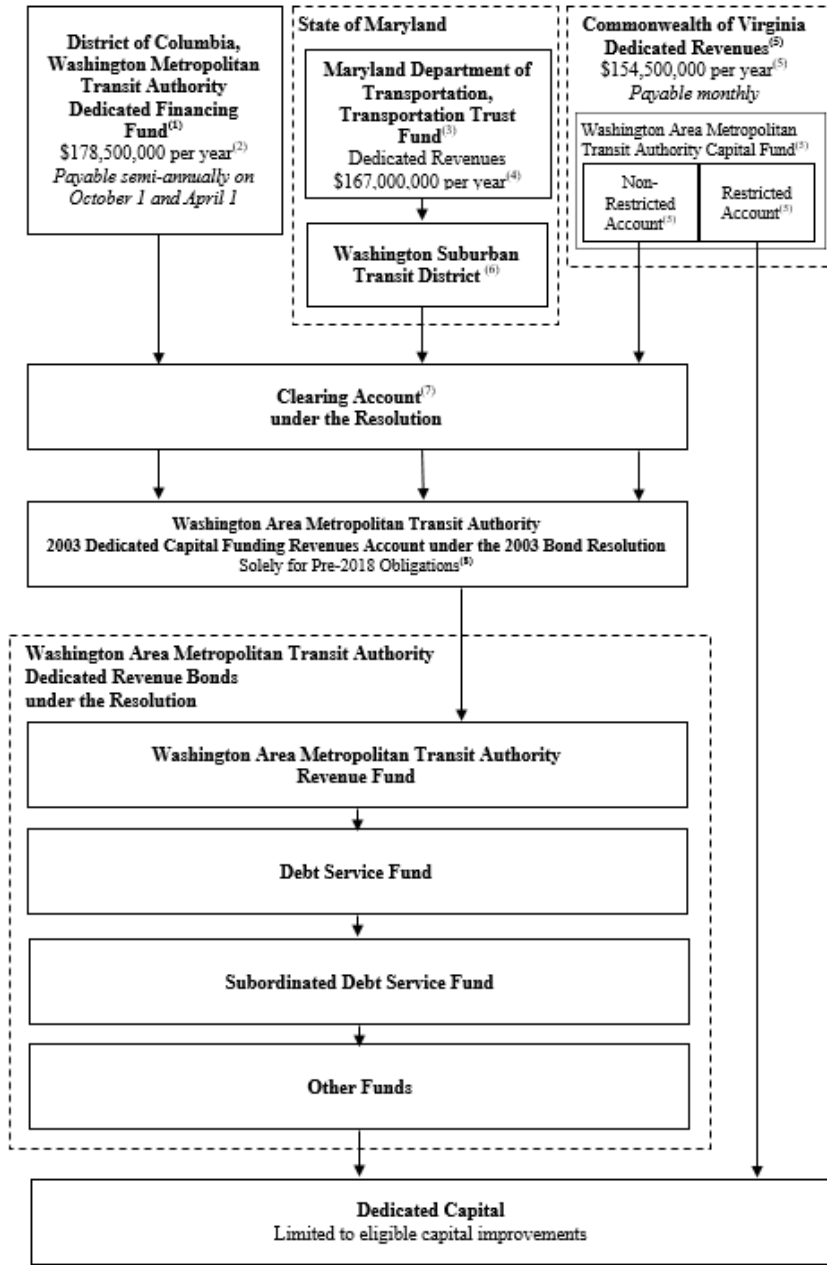 District of Columbia,
Washington Metropolitan
Transit Authority
Dedicated Financing
Fund(1)
$178,500,000 per year(2)
Payable semi-annually on
October 1 and April 1
State of Maryland
Maryland Department of
Transportation,
Transportation Trust
Fund(3)
Dedicated Revenues
$167,000,000 per year(4)
Washington Suburban
Transit District (6)
Commonwealth of Virginia
Dedicated Revenues(5)
$154,500,000 per year(5)
Payable monthly
Washington Area Metropolitan
Transit Authority Capital Fund(5)
Non-
Restricted
Account(5)
Restricted
Account(5)
Clearing Account(7)
under the Resolution
Washington Area Metropolitan Transit Authority
2003 Dedicated Capital Funding Revenues Account under the 2003 Bond Resolution
Solely for Pre-2018 Obligations(8)
Washington Area Metropolitan Transit Authority
Dedicated Revenue Bonds
under the Resolution
Washington Area Metropolitan Transit Authority
Revenue Fund
Debt Service Fund
Subordinated Debt Service Fund
Other Funds
Dedicated Capital
Limited to eligible capital improvements